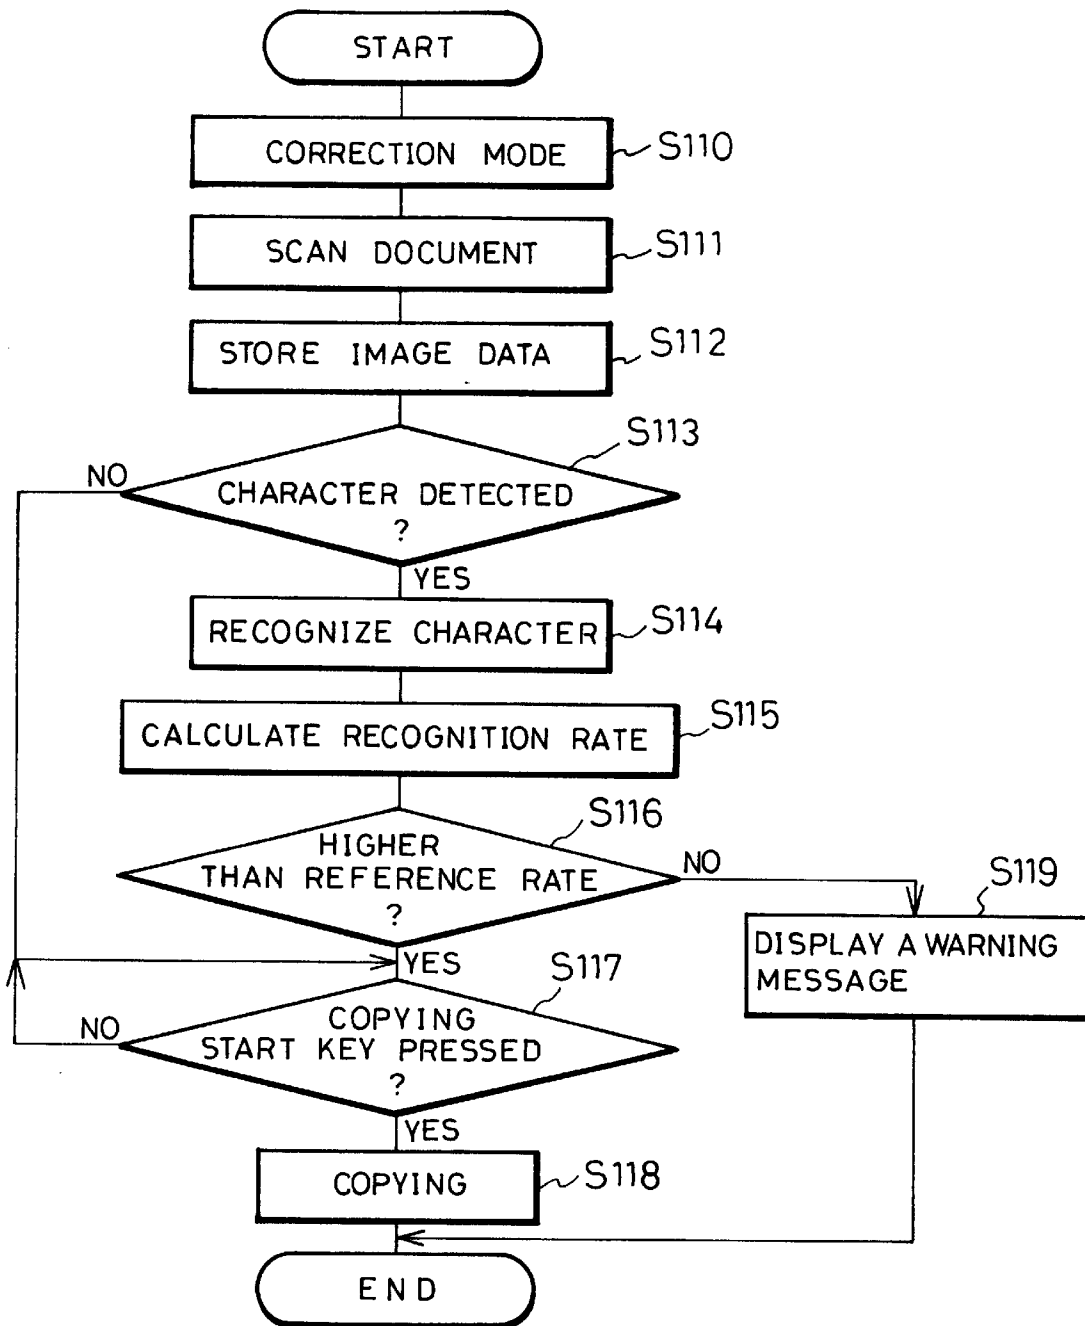 START
CORRECTION MODE
S110
SCAN DOCUMENT
S111
STORE IMAGE DATA
S112
S113
NO
CHARACTER DETECTED
?
YES
RECOGNIZE CHARACTER
S114
CALCULATE RECOGNITION RATE
S115
S116
HIGHER
THAN REFERENCE RATE
?
NO
S119
DISPLAY A WARNING
MESSAGE
YES
S117
NO
COPYING
START KEY PRESSED
?
YES
COPYING
S118
END